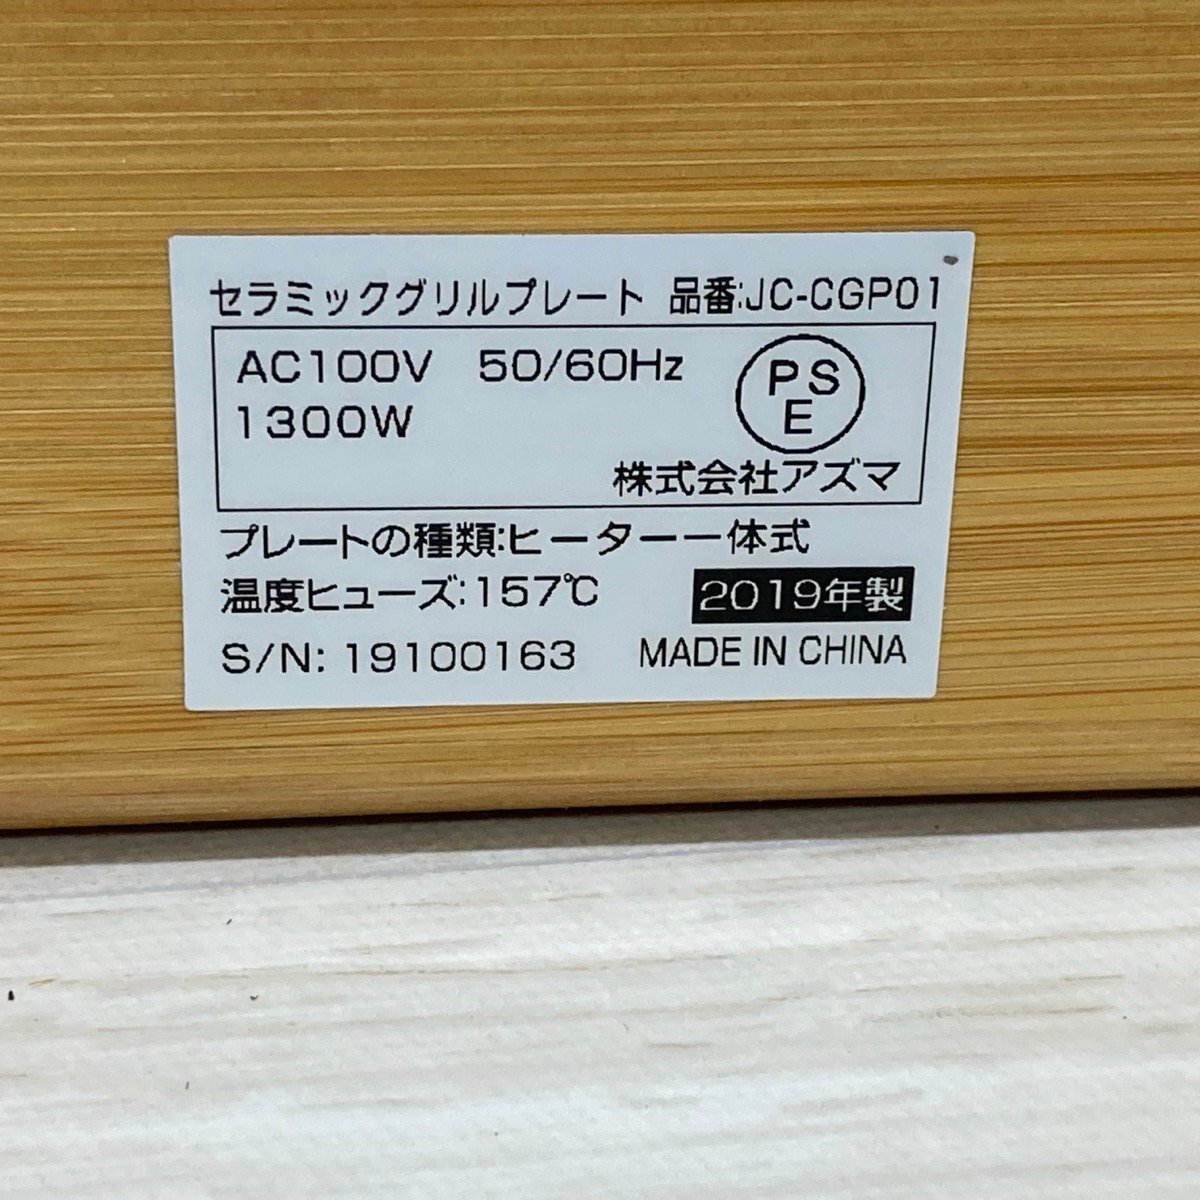 セラミックグリルプレート 品番:JC-CGP01
AC100V 50/60Hz
1300W
PSE
株式会社アズマ
プレートの種類:ヒーター一体式
温度ヒューズ:157℃
2019年製
S/N: 19100163
MADE IN CHINA